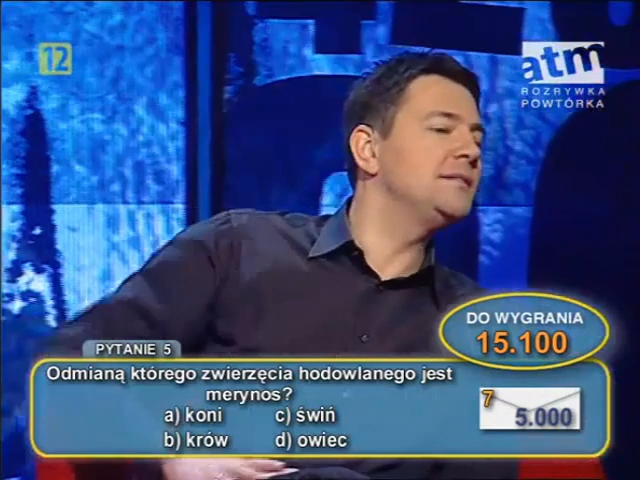 12
atm
ROZRYWKA
POWTÓRKA
DO WYGRANIA
15.100
PYTANIE 5
Odmianą którego zwierzęcia hodowlanego jest
merynos?
a) koni c) świń
b) krów d) owiec
7
5.000